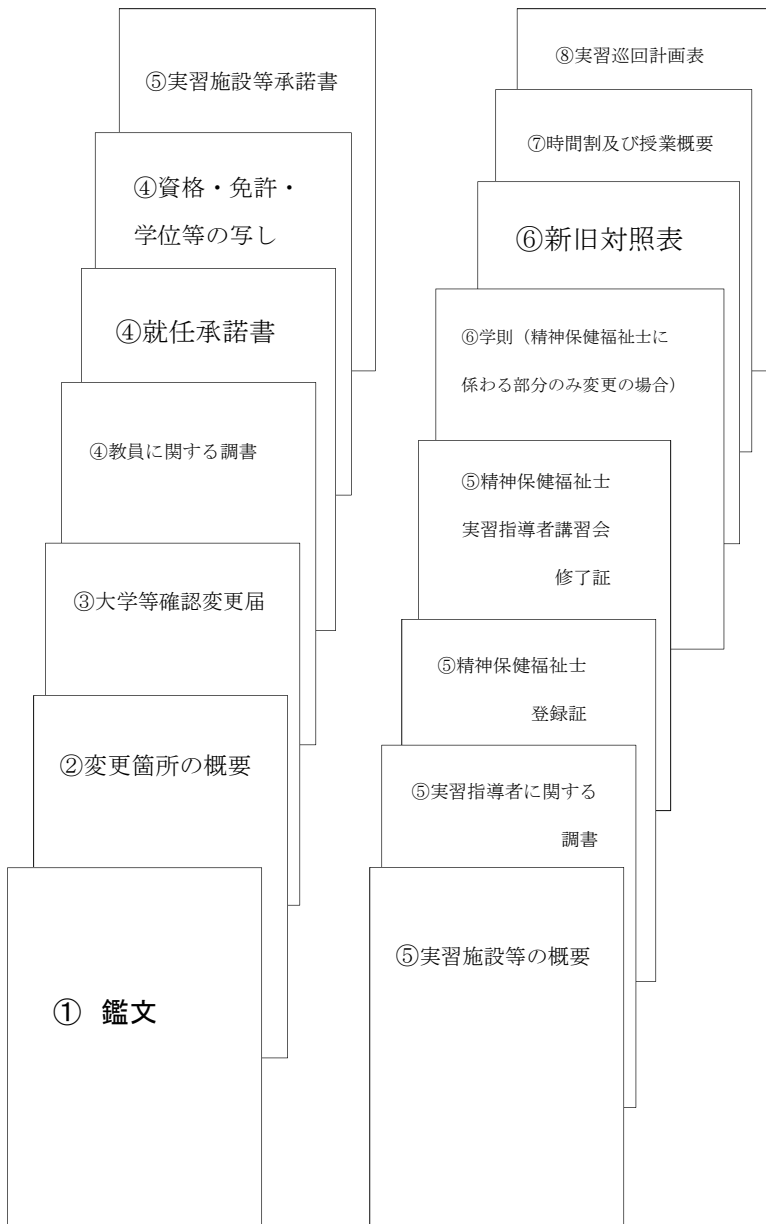 ① 鑑文
②変更箇所の概要
③大学等確認変更届
④教員に関する調書
④就任承諾書
④資格・免許・
学位等の写し
⑤実習施設等承諾書
⑤実習施設等の概要
⑤実習指導者に関する
調書
⑤精神保健福祉士
登録証
⑤精神保健福祉士
実習指導者講習会
修了証
⑥学則（精神保健福祉士に
係わる部分のみ変更の場合）
⑥新旧対照表
⑦時間割及び授業概要
⑧実習巡回計画表